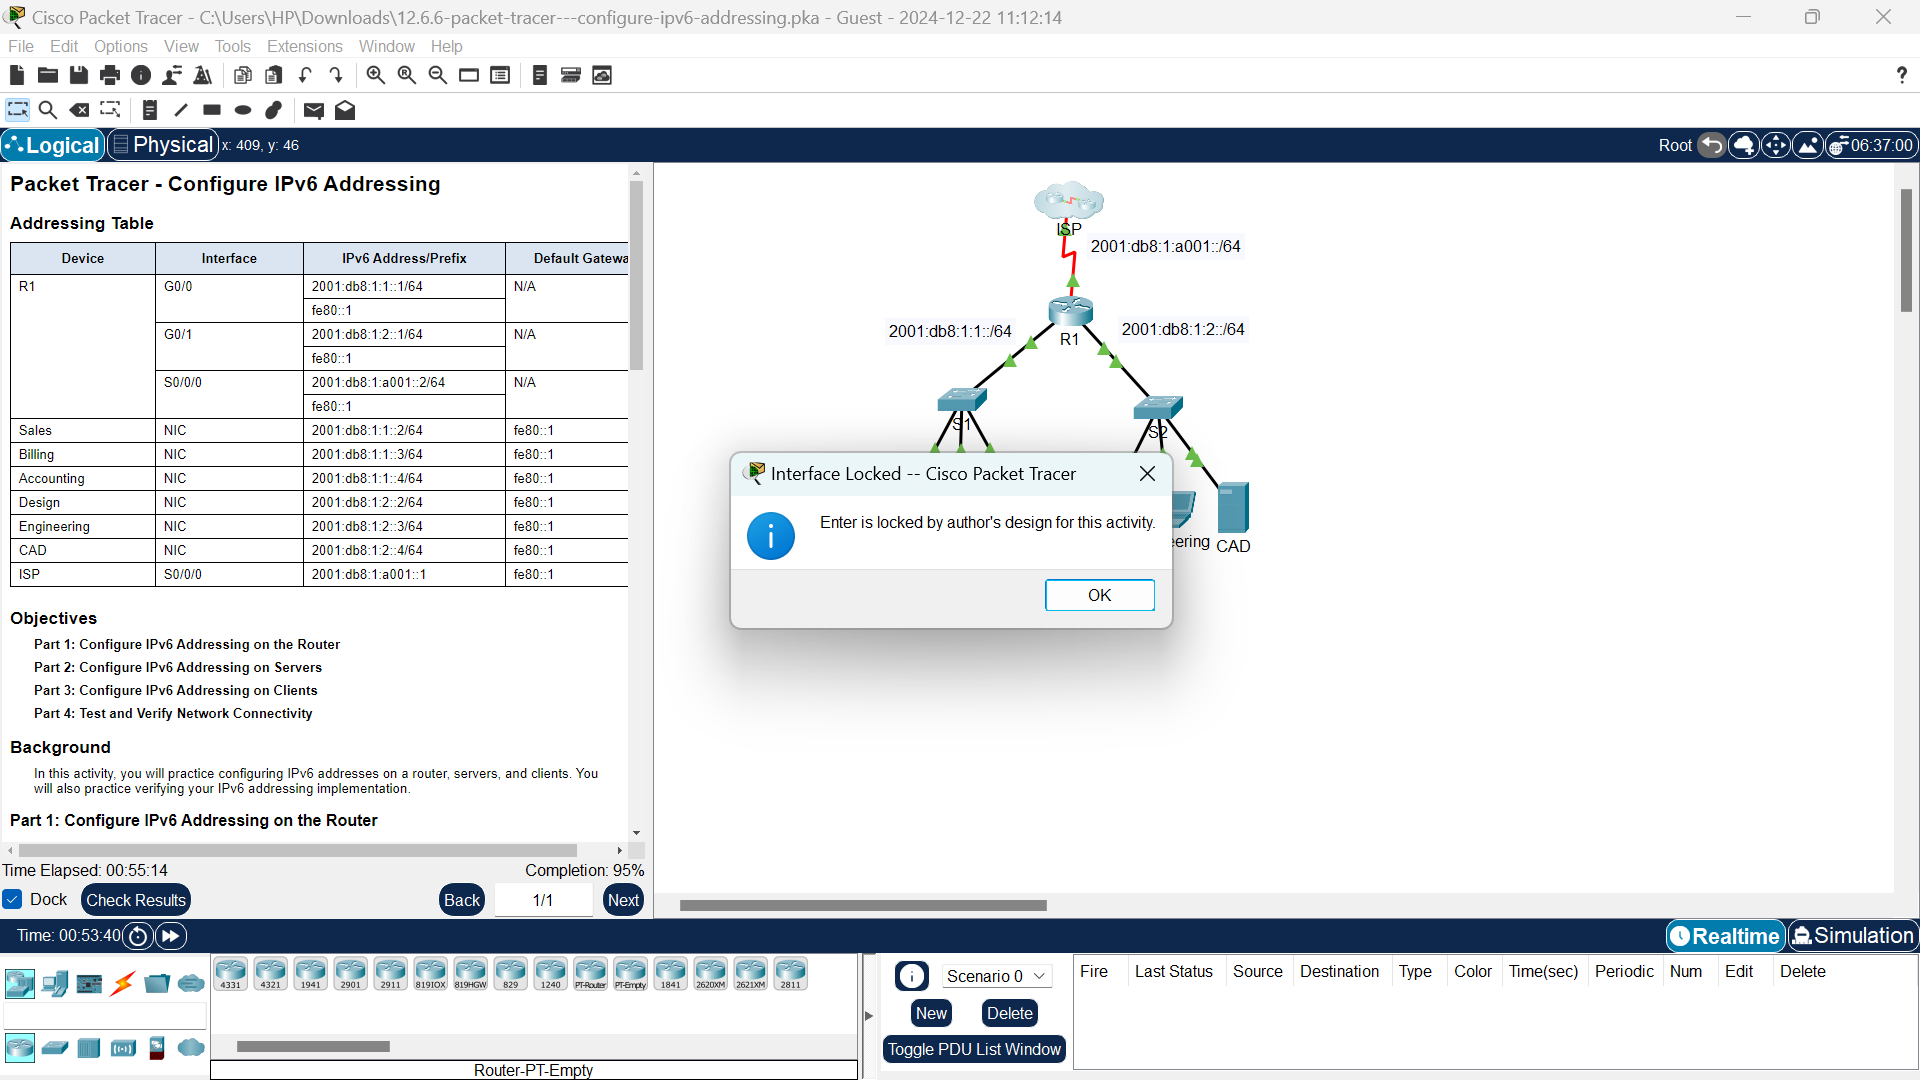 Cisco Packet Tracer - C:\Users\HP\Downloads\12.6.6-packet-tracer---configure-ipv6-addressing.pka - Guest - 2024-12-22 11:12:14
File Edit Options View Tools Extensions Window Help
Logical Physical x: 409, y: 46
Root 06:37:00
Packet Tracer - Configure IPv6 Addressing
Addressing Table
Device Interface IPv6 Address/Prefix Default Gatewa
R1 G0/0 2001:db8:1:1::1/64 N/A
fe80::1
G0/1 2001:db8:1:2::1/64 N/A
fe80::1
S0/0/0 2001:db8:1:a001::2/64 N/A
fe80::1
Sales NIC 2001:db8:1:1::2/64 fe80::1
Billing NIC 2001:db8:1:1::3/64 fe80::1
Accounting NIC 2001:db8:1:1::4/64 fe80::1
Design NIC 2001:db8:1:2::2/64 fe80::1
Engineering NIC 2001:db8:1:2::3/64 fe80::1
CAD NIC 2001:db8:1:2::4/64 fe80::1
ISP S0/0/0 2001:db8:1:a001::1 fe80::1
Objectives
Part 1: Configure IPv6 Addressing on the Router
Part 2: Configure IPv6 Addressing on Servers
Part 3: Configure IPv6 Addressing on Clients
Part 4: Test and Verify Network Connectivity
Background
In this activity, you will practice configuring IPv6 addresses on a router, servers, and clients. You
will also practice verifying your IPv6 addressing implementation.
Part 1: Configure IPv6 Addressing on the Router
Time Elapsed: 00:55:14 Completion: 95%
Dock Check Results Back 1/1 Next
ISP
2001:db8:1:a001::/64
2001:db8:1:1::/64
2001:db8:1:2::/64
R1
S1
S2
Interface Locked -- Cisco Packet Tracer
Enter is locked by author's design for this activity.
OK
ering CAD
Time: 00:53:40
Realtime Simulation
4331 4321 1941 2901 2911 819IOX 819HGW 829 1240 PT-Router PT-Empty 1841 2620XM 2621XM 2811
Router-PT-Empty
Scenario 0
New Delete
Toggle PDU List Window
Fire Last Status Source Destination Type Color Time(sec) Periodic Num Edit Delete